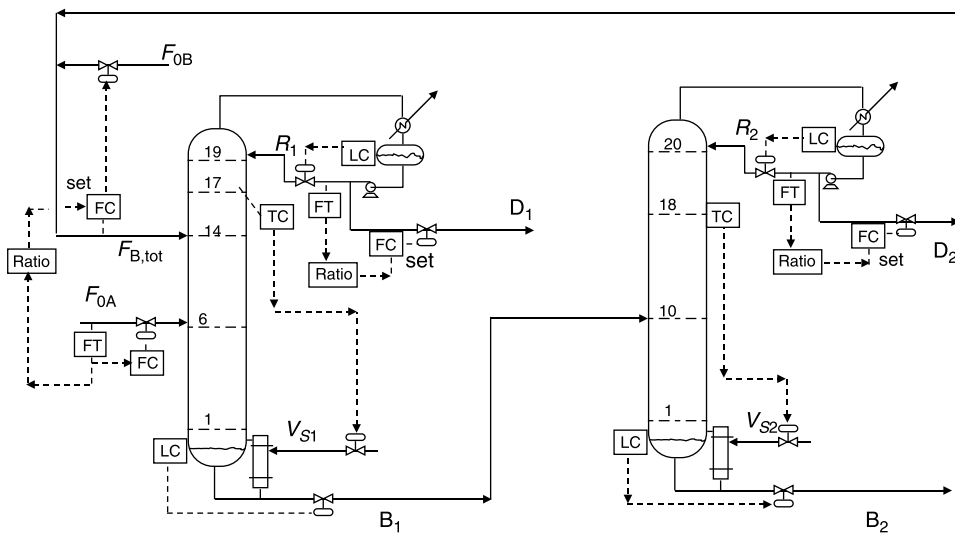 F0B
R1
LC
R2
LC
19
20
17
TC
18
TC
set
FC
FT
FT
D1
D2
14
FB,tot
FC
set
FC
set
Ratio
Ratio
Ratio
F0A
6
10
FT
FC
1
1
VS1
VS2
LC
LC
B1
B2